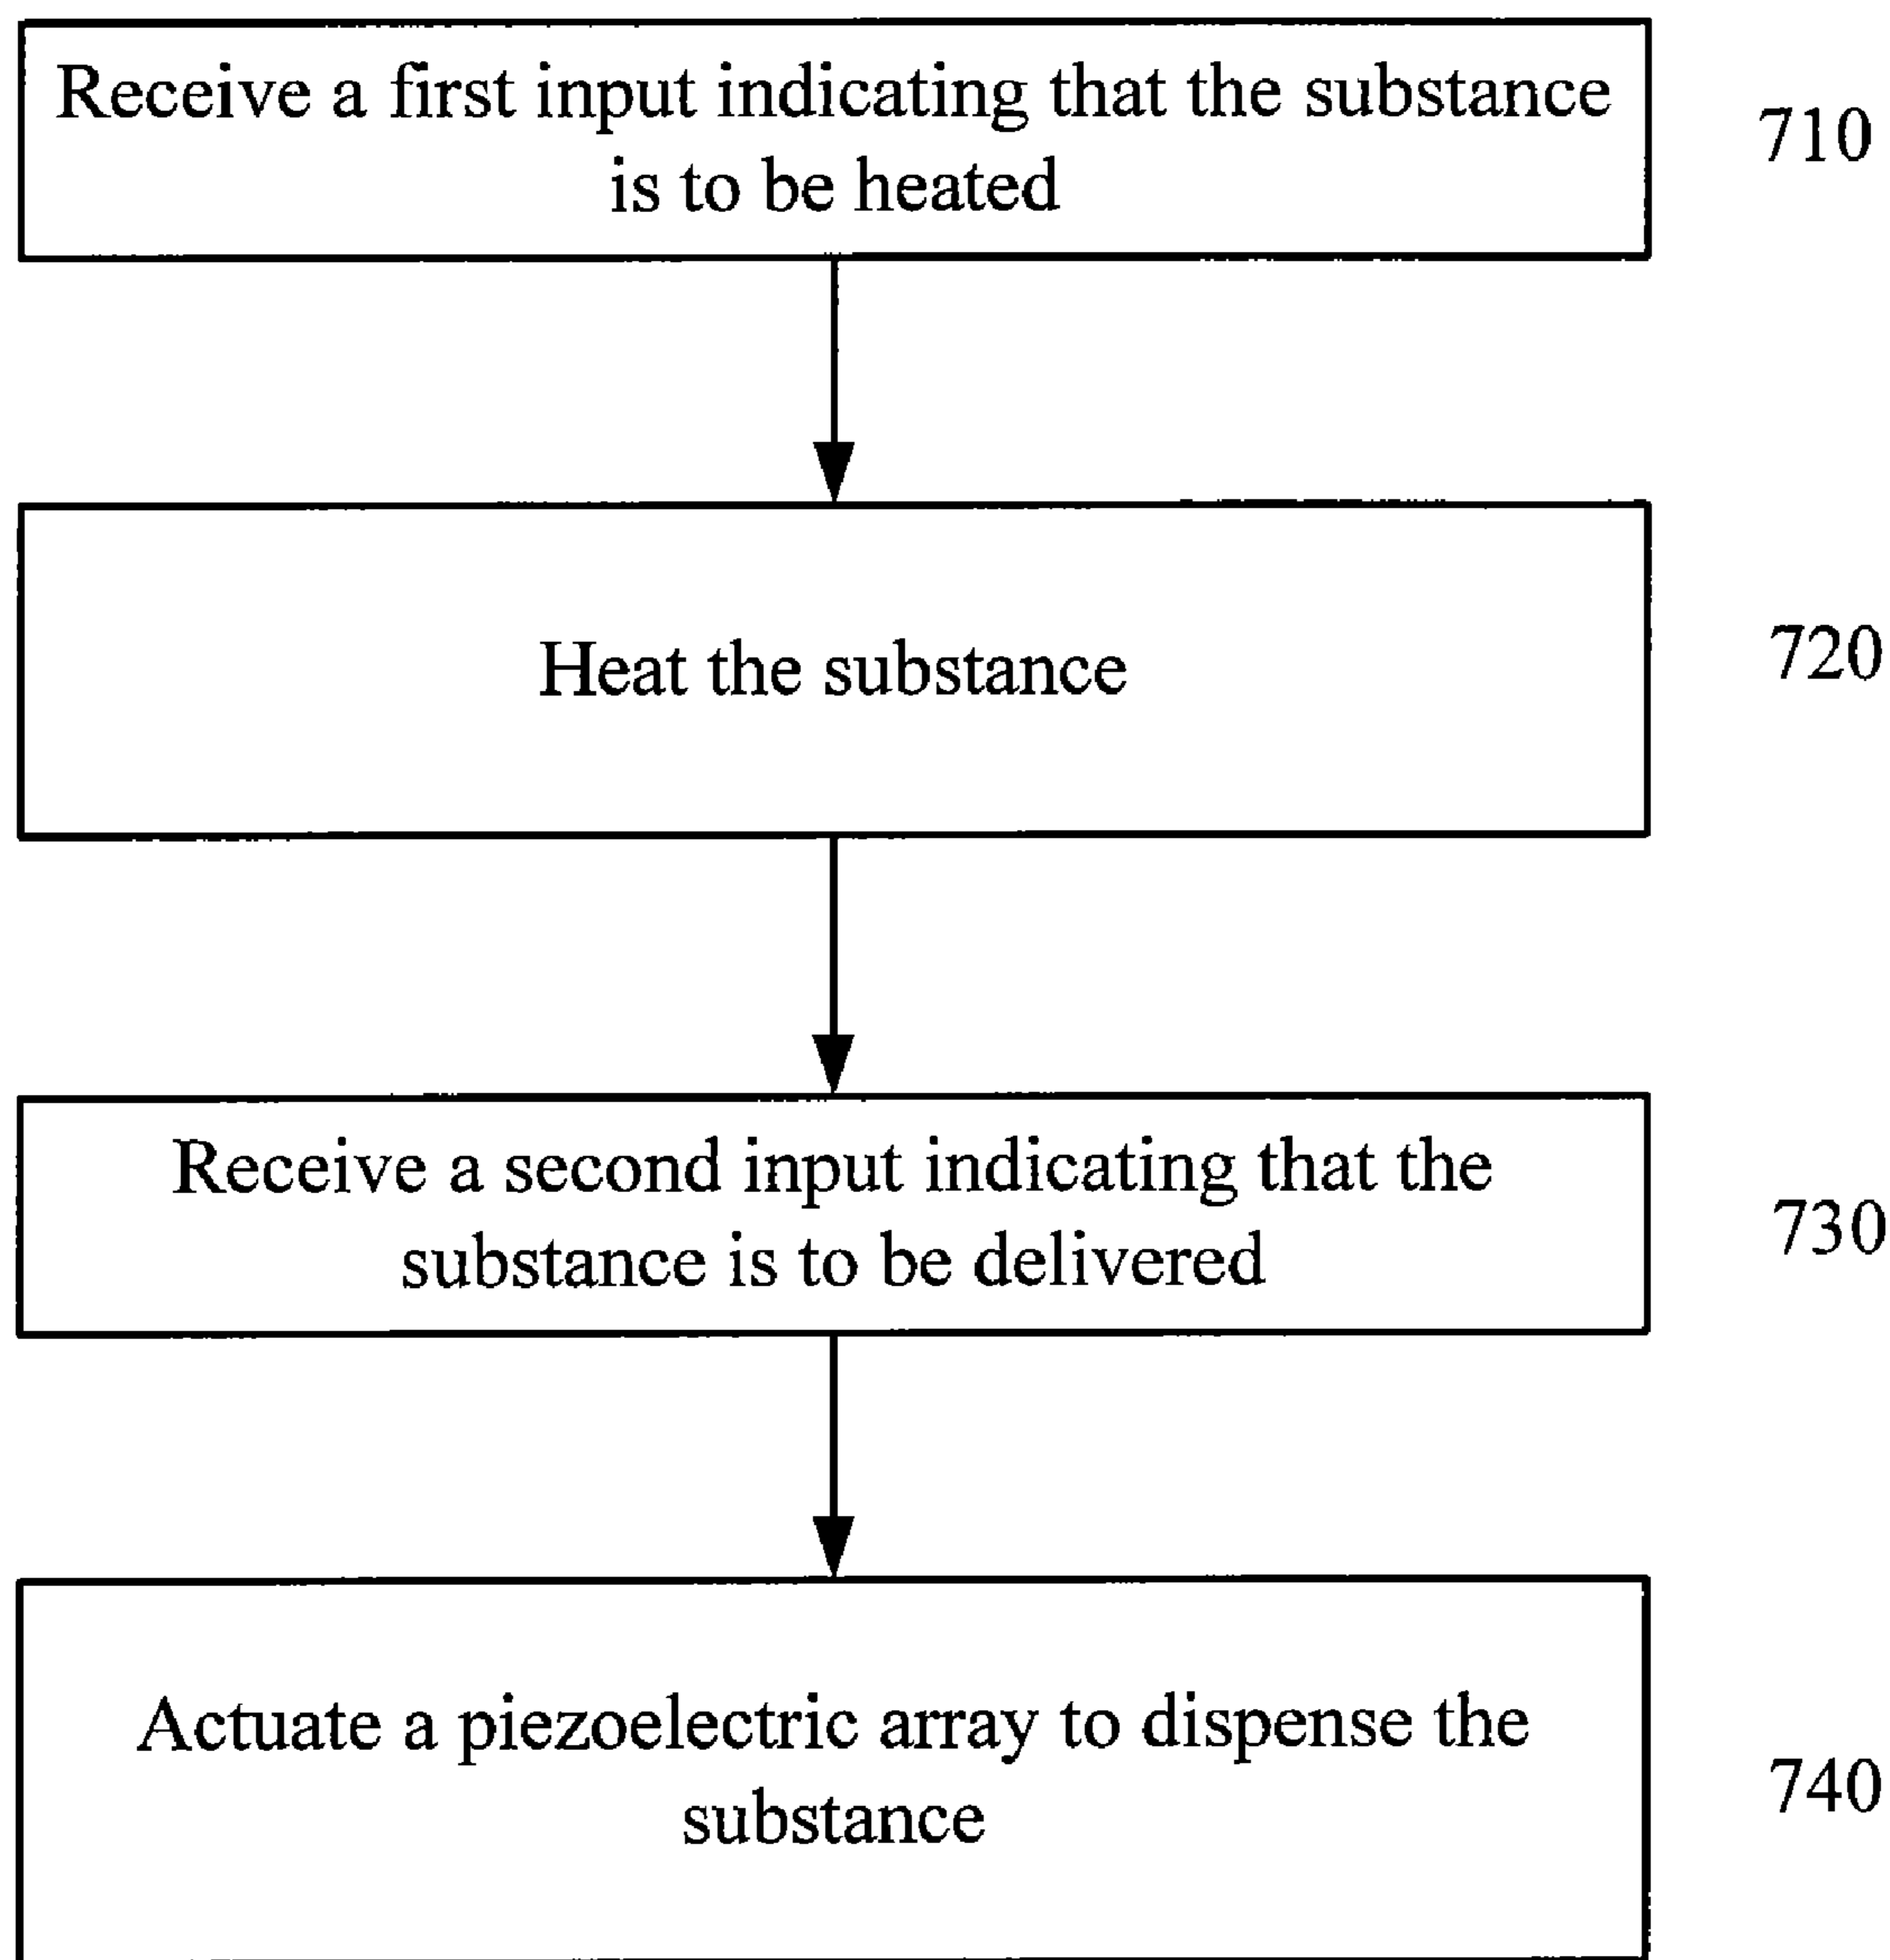 Receive a first input indicating that the substance
is to be heated
710
Heat the substance
720
Receive a second input indicating that the
substance is to be delivered
730
Actuate a piezoelectric array to dispense the
substance
740